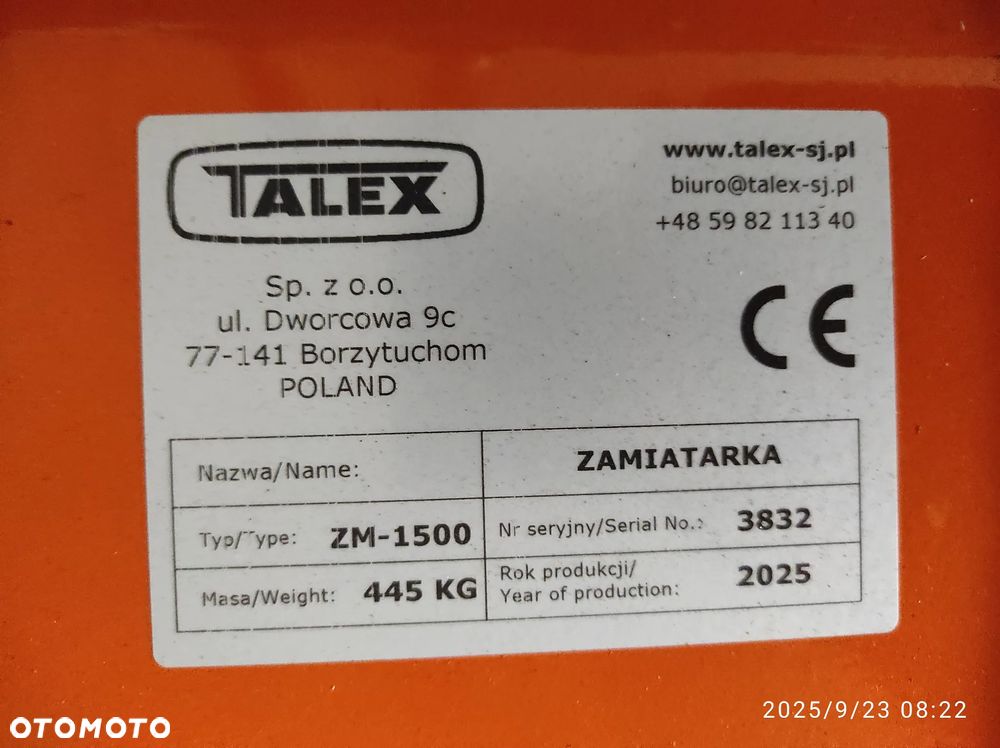 TALEX
www.talex-sj.pl
biuro@talex-sj.pl
+48 59 82 113 40
Sp. z o.o.
ul. Dworcowa 9c
77-141 Borzytuchom
POLAND
CE
Nazwa/Name: ZAMIATARKA
Typ/Type: ZM-1500 Nr seryjny/Serial No.: 3832
Masa/Weight: 445 KG
Rok produkcji/
Year of production: 2025
2025/9/23 08:22
OTOMOTO